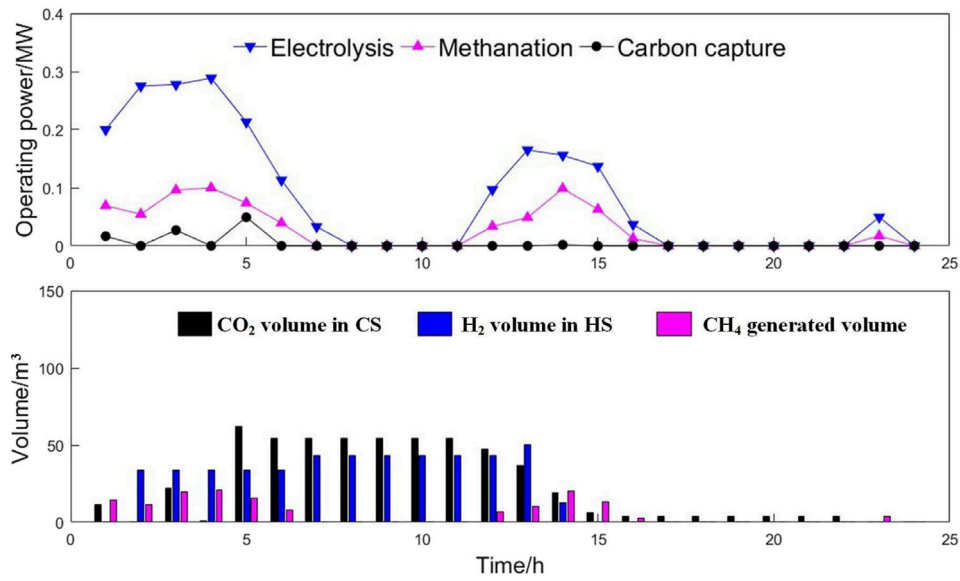 0.4
Electrolysis Methanation Carbon capture
0.3
0.2
0.1
0
Operating power/MW
0 5 10 15 20 25
150
CO₂ volume in CS H₂ volume in HS CH₄ generated volume
100
50
0
Volume/m³
0 5 10 15 20 25
Time/h